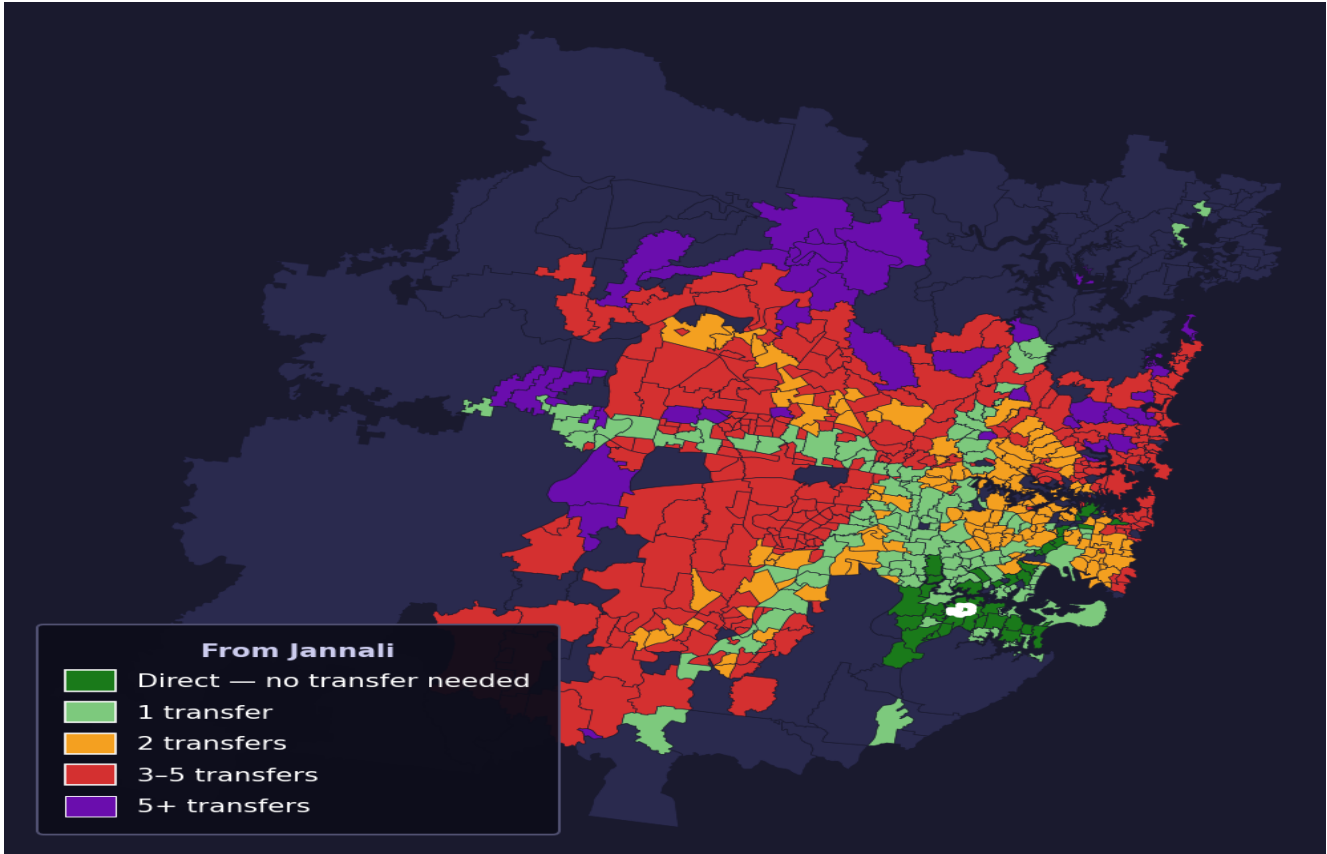 From Jannali
Direct — no transfer needed
1 transfer
2 transfers
3–5 transfers
5+ transfers